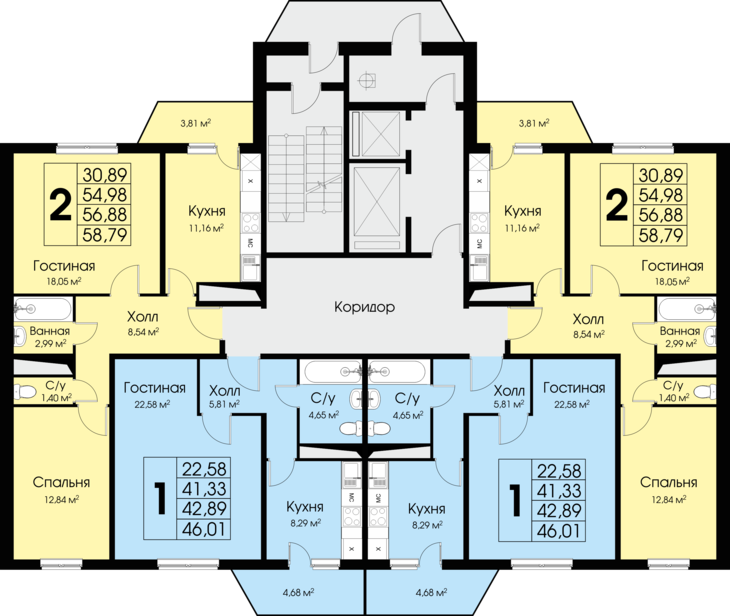 3.81 м²
3.81 м²
2
30,89
54,98
56,88
58,79
Гостиная
18.05 м²
Кухня
11.16 м²
X
МС
X
МС
Кухня
11.16 м²
2
30,89
54,98
56,88
58,79
Гостиная
18.05 м²
Коридор
Холл
8.54 м²
Ванная
2.99 м²
Холл
8.54 м²
Ванная
2.99 м²
С/у
1.40 м²
Гостиная
22.58 м²
Холл
5.81 м²
С/у
4.65 м²
С/у
4.65 м²
Холл
5.81 м²
Гостиная
22.58 м²
С/у
1.40 м²
Спальня
12.84 м²
1
22,58
41,33
42,89
46,01
Кухня
8.29 м²
МС
X
МС
X
Кухня
8.29 м²
1
22,58
41,33
42,89
46,01
Спальня
12.84 м²
4,68 м²
4,68 м²